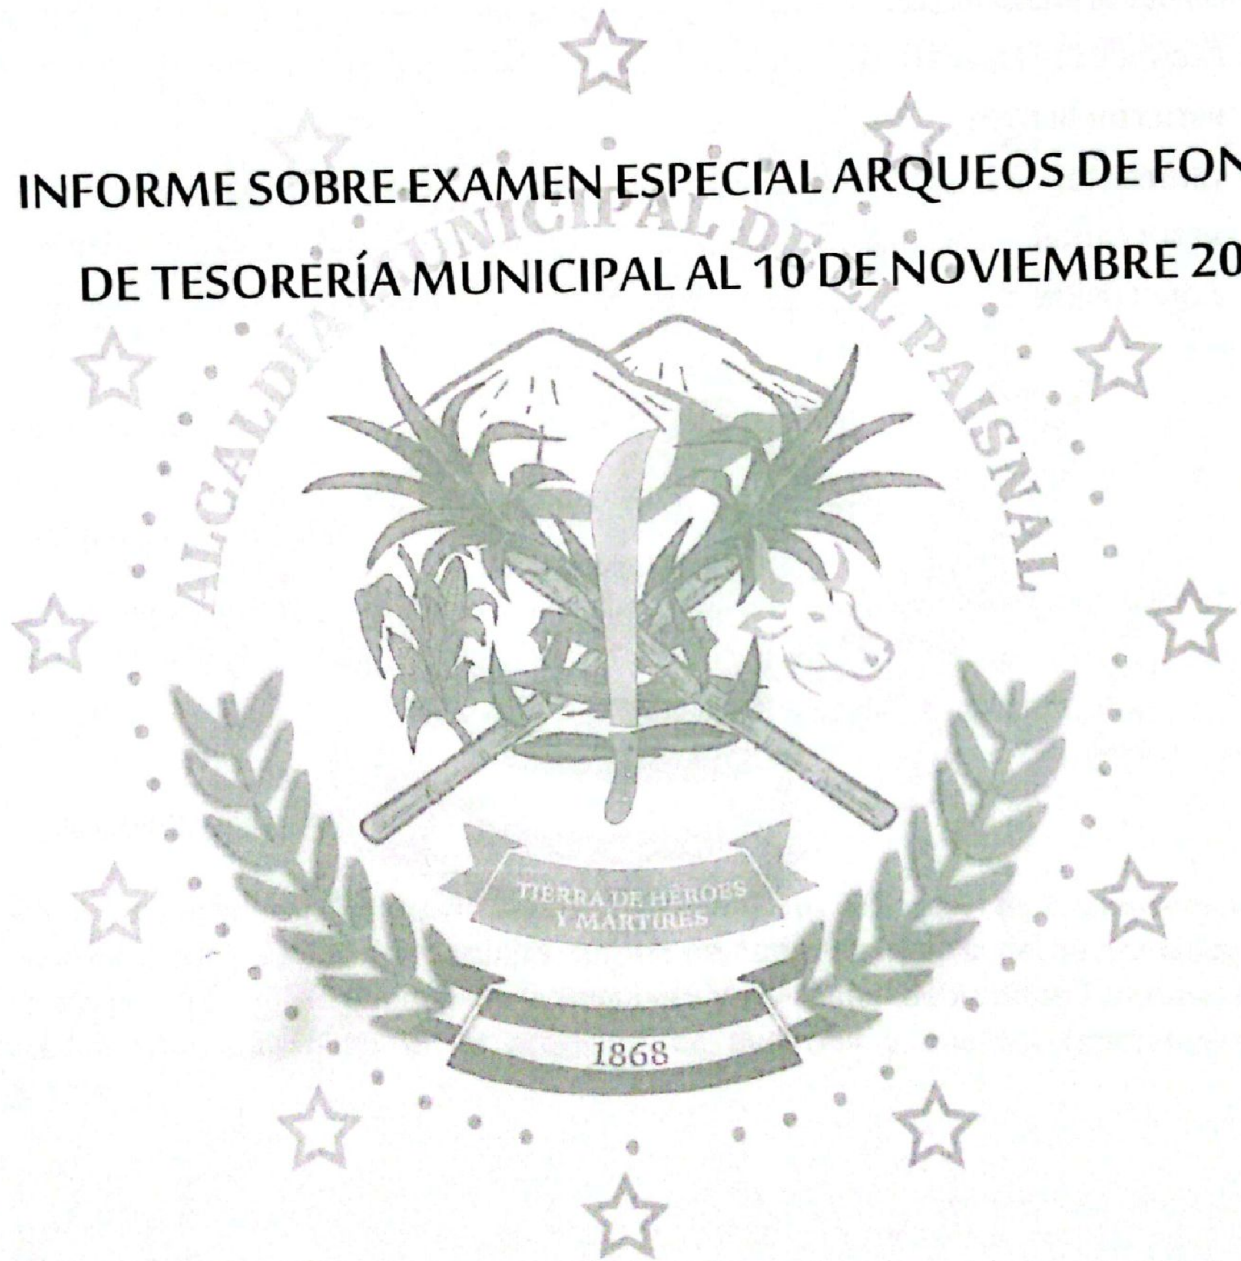 INFORME SOBRE EXAMEN ESPECIAL ARQUEOS DE FON
DE TESORERÍA MUNICIPAL AL 10 DE NOVIEMBRE 20
ALCALDÍA MUNICIPAL DE EL PAISNAL
TIERRA DE HÉROES
Y MÁRTIRES
1868